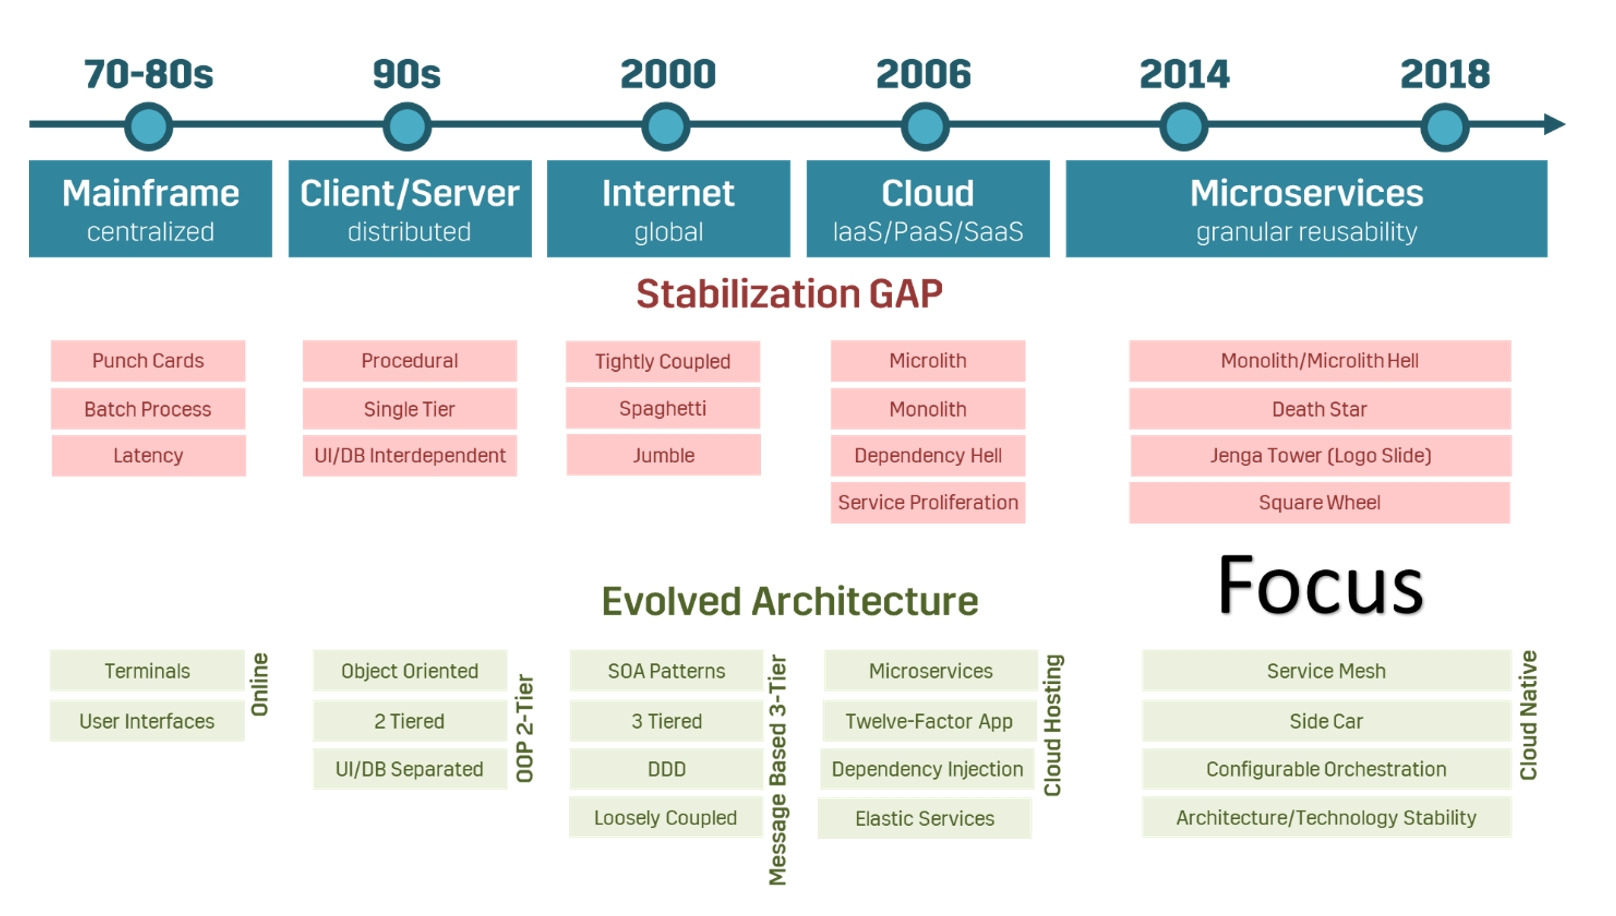 70-80s
90s
2000
2006
2014
2018
Mainframe
centralized
Client/Server
distributed
Internet
global
Cloud
IaaS/PaaS/SaaS
Microservices
granular reusability
Stabilization GAP
Punch Cards
Batch Process
Latency
Procedural
Single Tier
UI/DB Interdependent
Tightly Coupled
Spaghetti
Jumble
Microlith
Monolith
Dependency Hell
Service Proliferation
Monolith/Microlith Hell
Death Star
Jenga Tower (Logo Slide)
Square Wheel
Focus
Evolved Architecture
Terminals
User Interfaces
Online
Object Oriented
2 Tiered
UI/DB Separated
OOP 2-Tier
SOA Patterns
3 Tiered
DDD
Loosely Coupled
Message Based 3-Tier
Microservices
Twelve-Factor App
Dependency Injection
Elastic Services
Cloud Hosting
Service Mesh
Side Car
Configurable Orchestration
Architecture/Technology Stability
Cloud Native